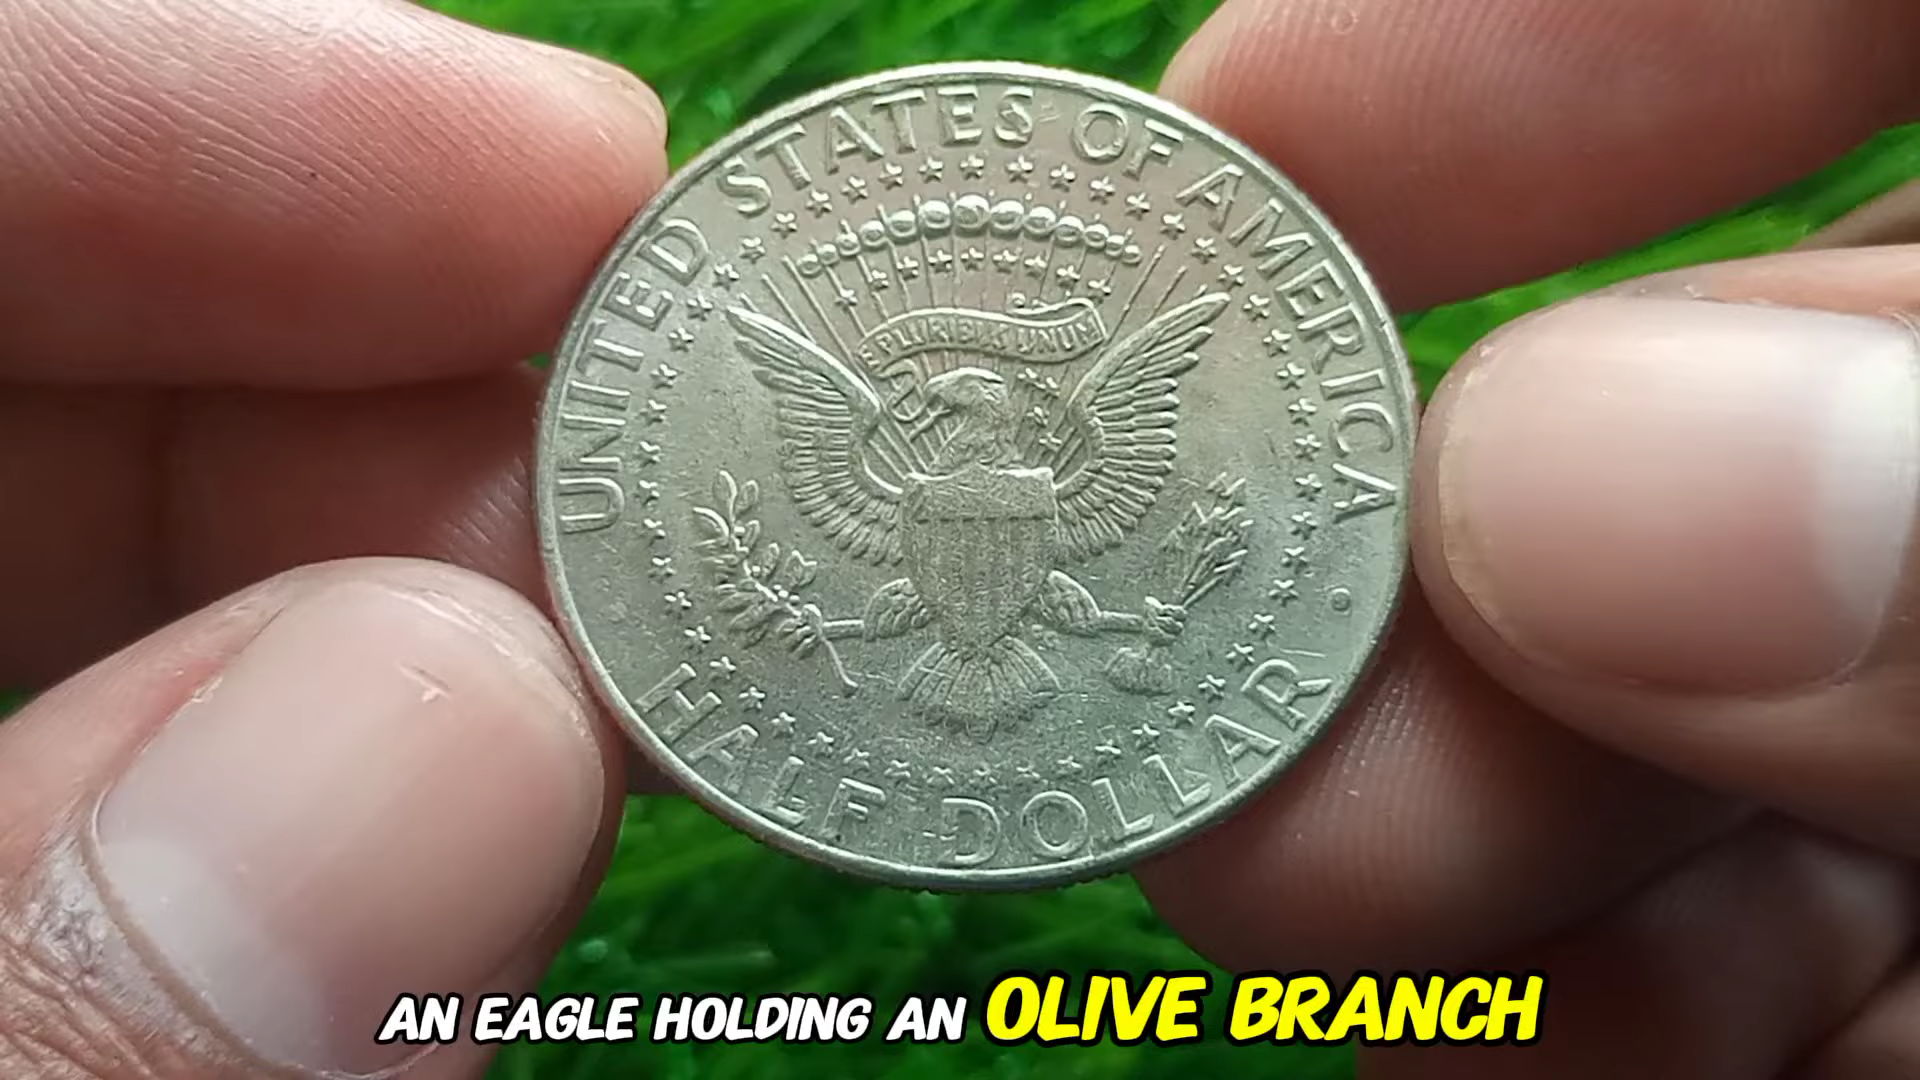 UNITED STATES OF AMERICA
E PLURIBUS UNUM
HALF DOLLAR
AN EAGLE HOLDING AN OLIVE BRANCH